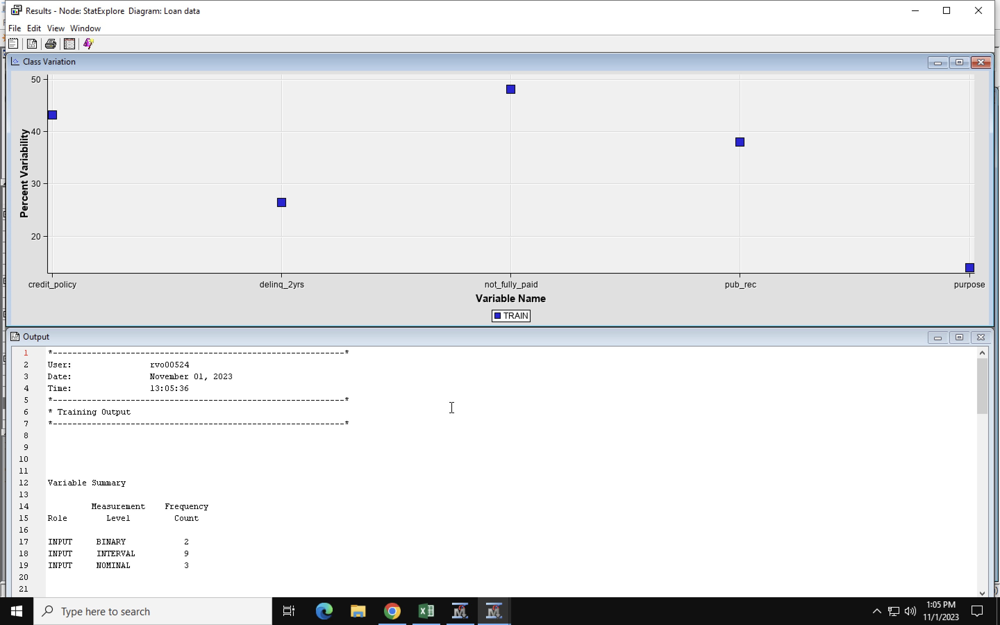 Results - Node: StatExplore Diagram: Loan data
File Edit View Window
Class Variation
50
40
30
20
Percent Variability
credit_policy delinq_2yrs not_fully_paid pub_rec purpose
Variable Name
TRAIN
Output
1 *------------------------------------------------------------*
2 User: rvo00524
3 Date: November 01, 2023
4 Time: 13:05:36
5 *------------------------------------------------------------*
6 * Training Output
7 *------------------------------------------------------------*
8
9
10
11
12 Variable Summary
13
14 Measurement Frequency
15 Role Level Count
16
17 INPUT BINARY 2
18 INPUT INTERVAL 9
19 INPUT NOMINAL 3
20
21
Type here to search
1:05 PM
11/1/2023